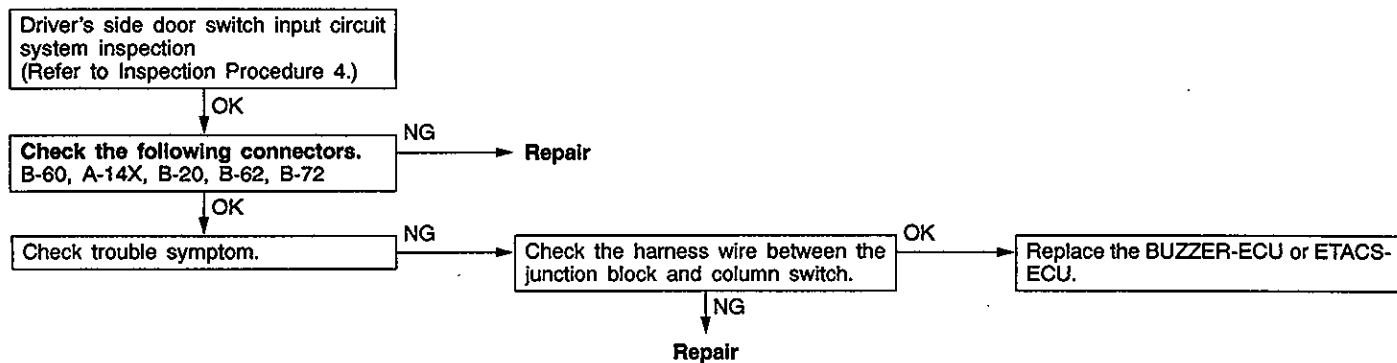 Driver's side door switch input circuit
system inspection
(Refer to Inspection Procedure 4.)
OK
Check the following connectors.
B-60, A-14X, B-20, B-62, B-72
NG
Repair
OK
Check trouble symptom.
NG
Check the harness wire between the
junction block and column switch.
OK
Replace the BUZZER-ECU or ETACS-
ECU.
NG
Repair